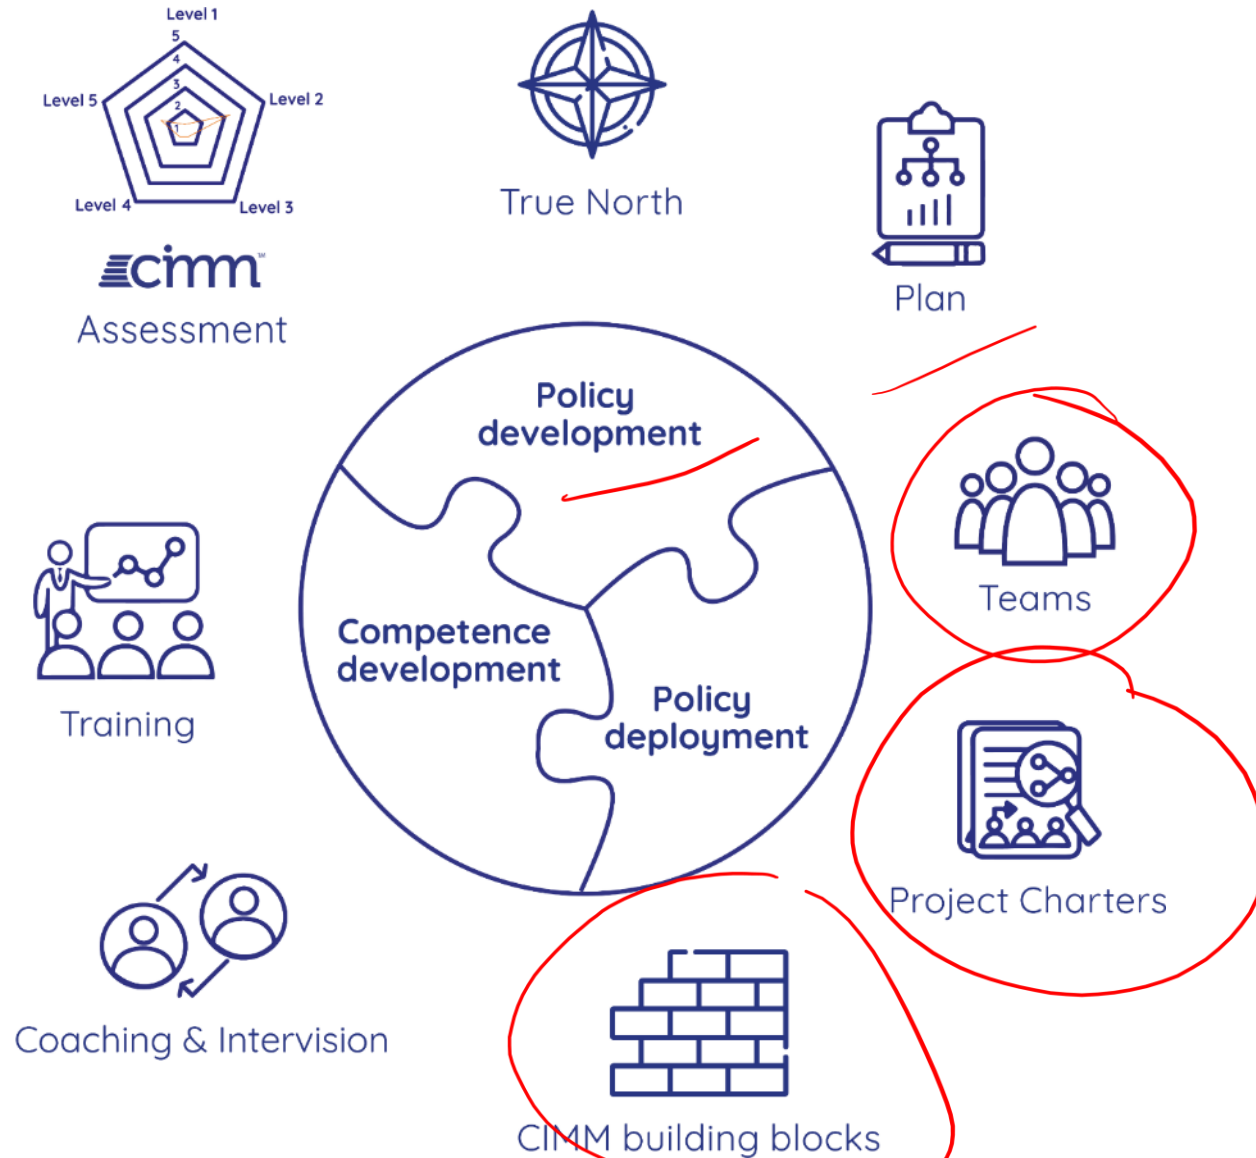 Level 1
5
4
3
2
1
Level 5
Level 2
Level 4
Level 3
cimm℠
Assessment
True North
Plan
Policy
development
Teams
Competence
development
Policy
deployment
Training
Project Charters
Coaching & Intervision
CIMM building blocks